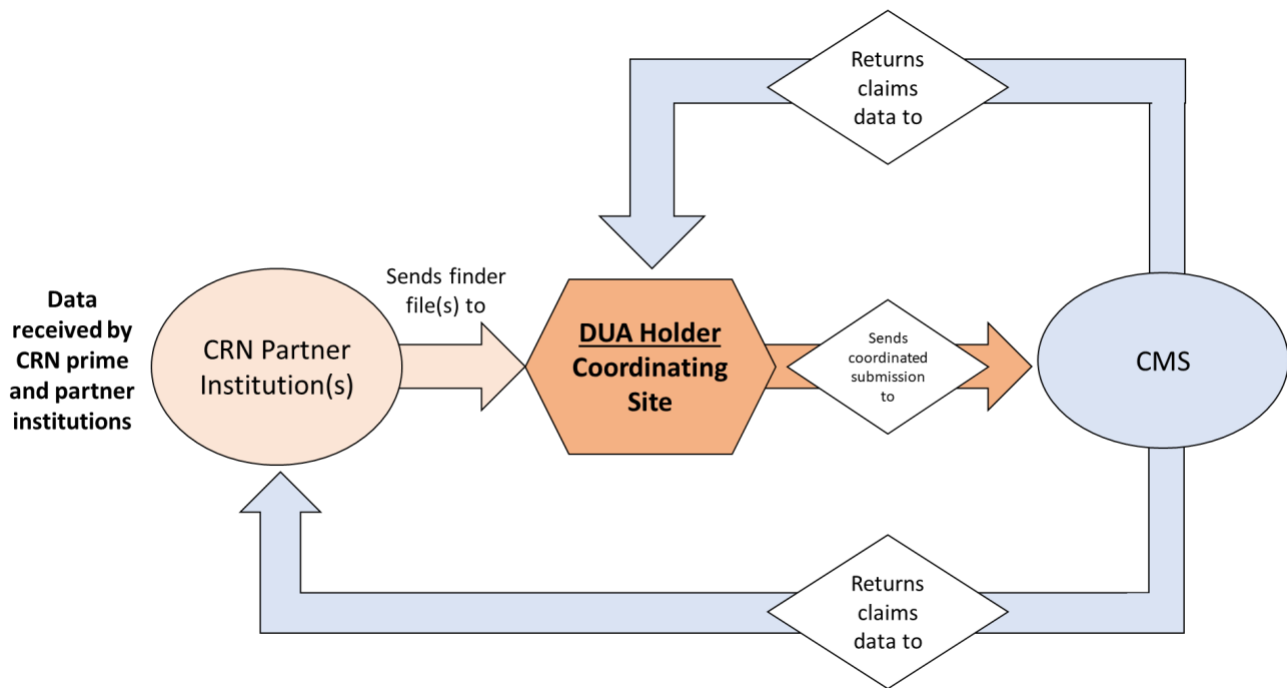 Returns
claims
data to
Data
received by
CRN prime
and partner
institutions
CRN Partner
Institution(s)
Sends finder
file(s) to
DUA Holder
Coordinating
Site
Sends
coordinated
submission
to
CMS
Returns
claims
data to